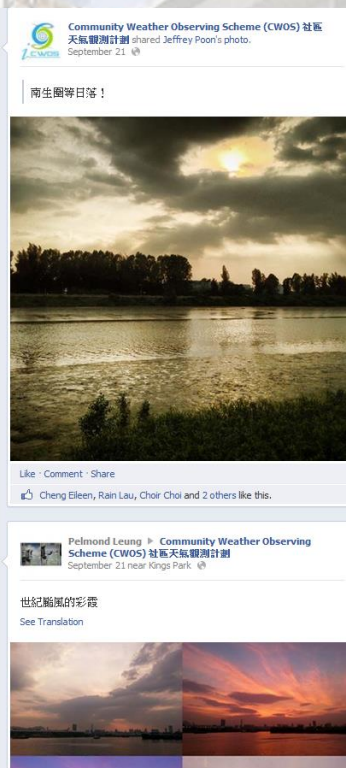 Community Weather Observing Scheme (CWOS) 社區
天氣觀測計劃 shared Jeffrey Poon's photo.
September 21
i CWOS
南生圍等日落！
Like · Comment · Share
Cheng Eileen, Rain Lau, Choir Choi and 2 others like this.
Pelmond Leung ▶ Community Weather Observing
Scheme (CWOS) 社區天氣觀測計劃
September 21 near Kings Park
世紀颱風的彩霞
See Translation